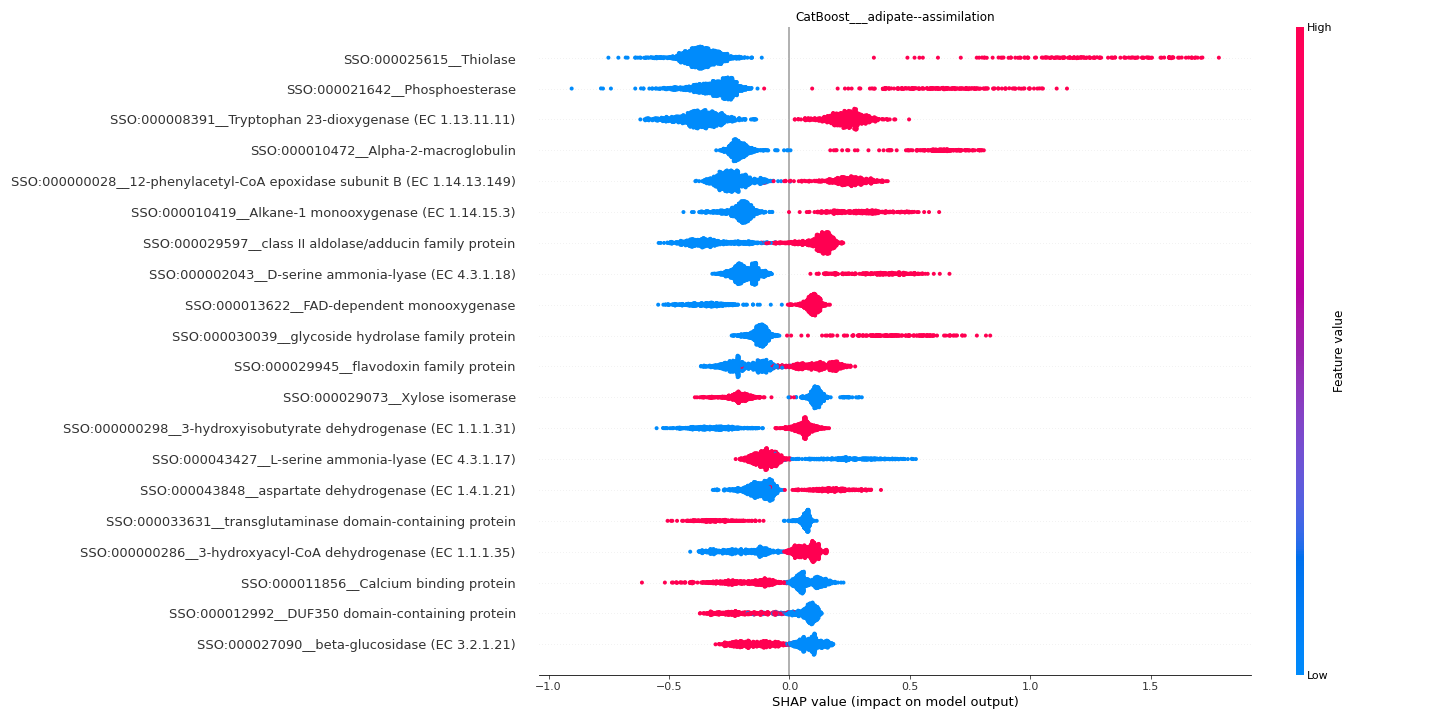 CatBoost___adipate--assimilation
High
SSO:000025615__Thiolase
SSO:000021642__Phosphoesterase
SSO:000008391__Tryptophan 23-dioxygenase (EC 1.13.11.11)
SSO:000010472__Alpha-2-macroglobulin
SSO:000000028__12-phenylacetyl-CoA epoxidase subunit B (EC 1.14.13.149)
SSO:000010419__Alkane-1 monooxygenase (EC 1.14.15.3)
SSO:000029597__class II aldolase/adducin family protein
SSO:000002043__D-serine ammonia-lyase (EC 4.3.1.18)
SSO:000013622__FAD-dependent monooxygenase
SSO:000030039__glycoside hydrolase family protein
SSO:000029945__flavodoxin family protein
SSO:000029073__Xylose isomerase
SSO:000000298__3-hydroxyisobutyrate dehydrogenase (EC 1.1.1.31)
SSO:000043427__L-serine ammonia-lyase (EC 4.3.1.17)
SSO:000043848__aspartate dehydrogenase (EC 1.4.1.21)
SSO:000033631__transglutaminase domain-containing protein
SSO:000000286__3-hydroxyacyl-CoA dehydrogenase (EC 1.1.1.35)
SSO:000011856__Calcium binding protein
SSO:000012992__DUF350 domain-containing protein
SSO:000027090__beta-glucosidase (EC 3.2.1.21)
Feature value
Low
−1.0 −0.5 0.0 0.5 1.0 1.5
SHAP value (impact on model output)